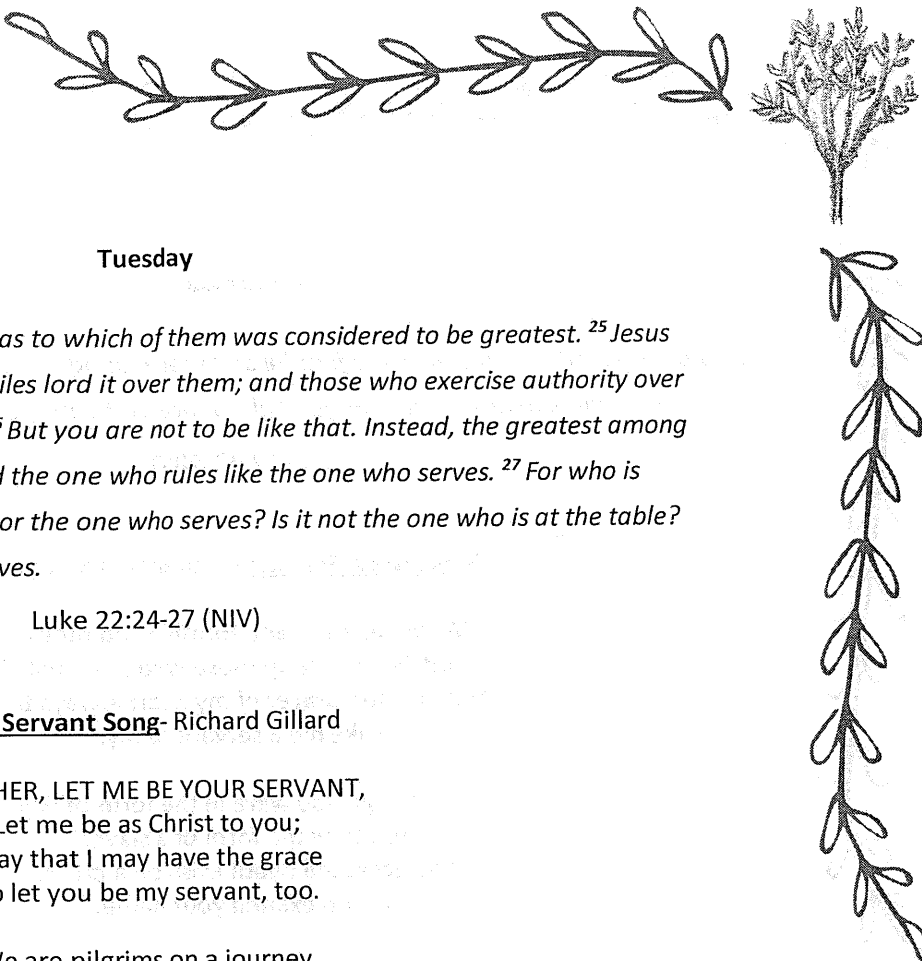 Tuesday
as to which of them was considered to be greatest. ²⁵ Jesus
iles lord it over them; and those who exercise authority over
But you are not to be like that. Instead, the greatest among
the one who rules like the one who serves. ²⁷ For who is
or the one who serves? Is it not the one who is at the table?
ves.
Luke 22:24-27 (NIV)
Servant Song- Richard Gillard
HER, LET ME BE YOUR SERVANT,
Let me be as Christ to you;
ay that I may have the grace
o let you be my servant, too.
We are pilgrims on a journey